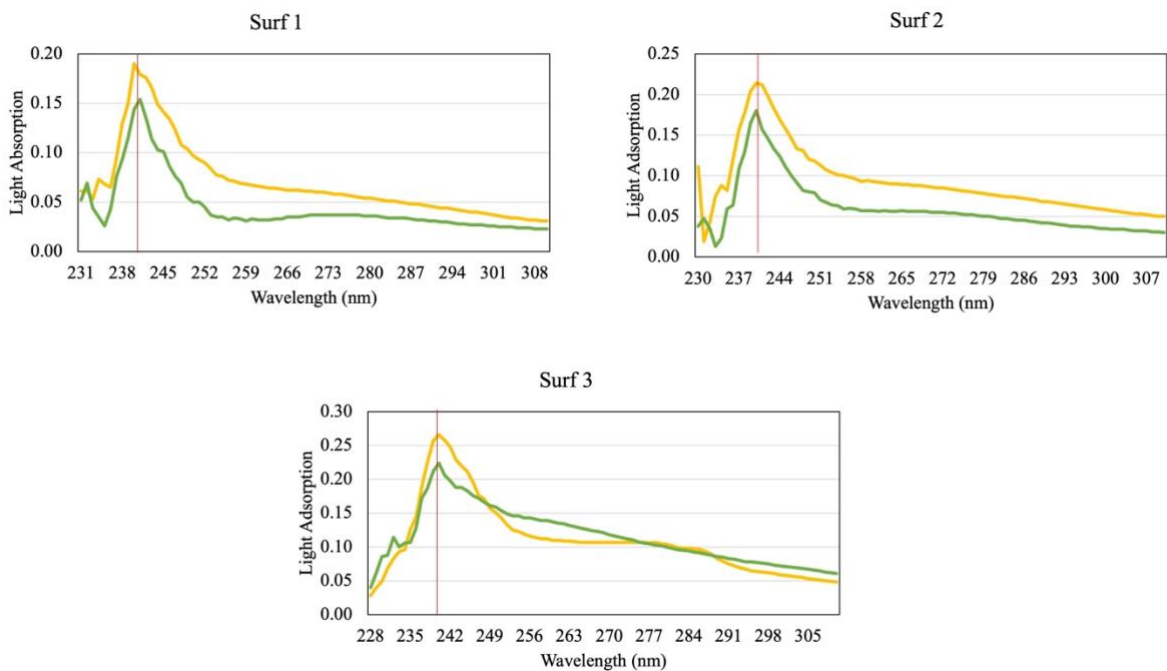 Surf 1
0.20
0.15
0.10
0.05
0.00
Light Absorption
231 238 245 252 259 266 273 280 287 294 301 308
Wavelength (nm)
Surf 2
0.25
0.20
0.15
0.10
0.05
0.00
Light Adsorption
230 237 244 251 258 265 272 279 286 293 300 307
Wavelength (nm)
Surf 3
0.30
0.25
0.20
0.15
0.10
0.05
0.00
Light Adsorption
228 235 242 249 256 263 270 277 284 291 298 305
Wavelength (nm)